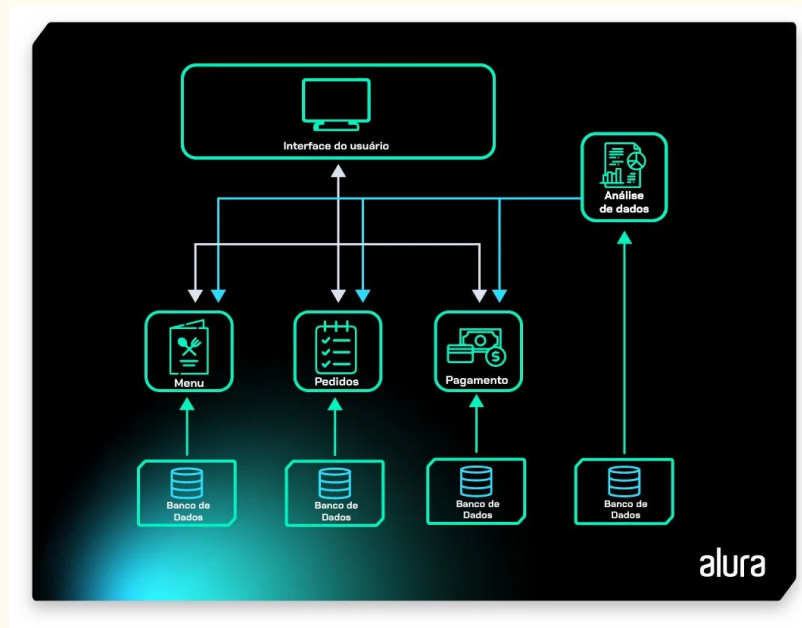 Interface do usuário
Análise
de dados
Menu
Pedidos
Pagamento
Banco de
Dados
Banco de
Dados
Banco de
Dados
Banco de
Dados
alura